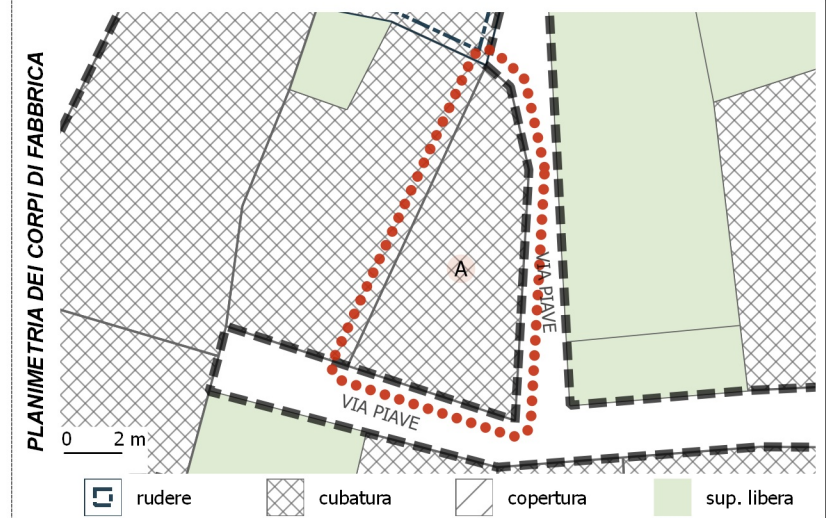 PLANIMETRIA DEI CORPI DI FABBRICA
A
VIA PIAVE
VIA PIAVE
0 2 m
rudere
cubatura
copertura
sup. libera